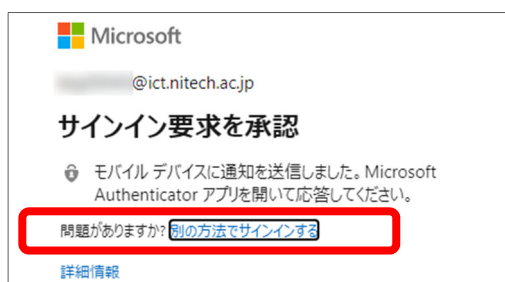 Microsoft
@ict.nitech.ac.jp
サインイン要求を承認
モバイル デバイスに通知を送信しました。Microsoft
Authenticator アプリを開いて応答してください。
問題がありますか? 別の方法でサインインする
詳細情報